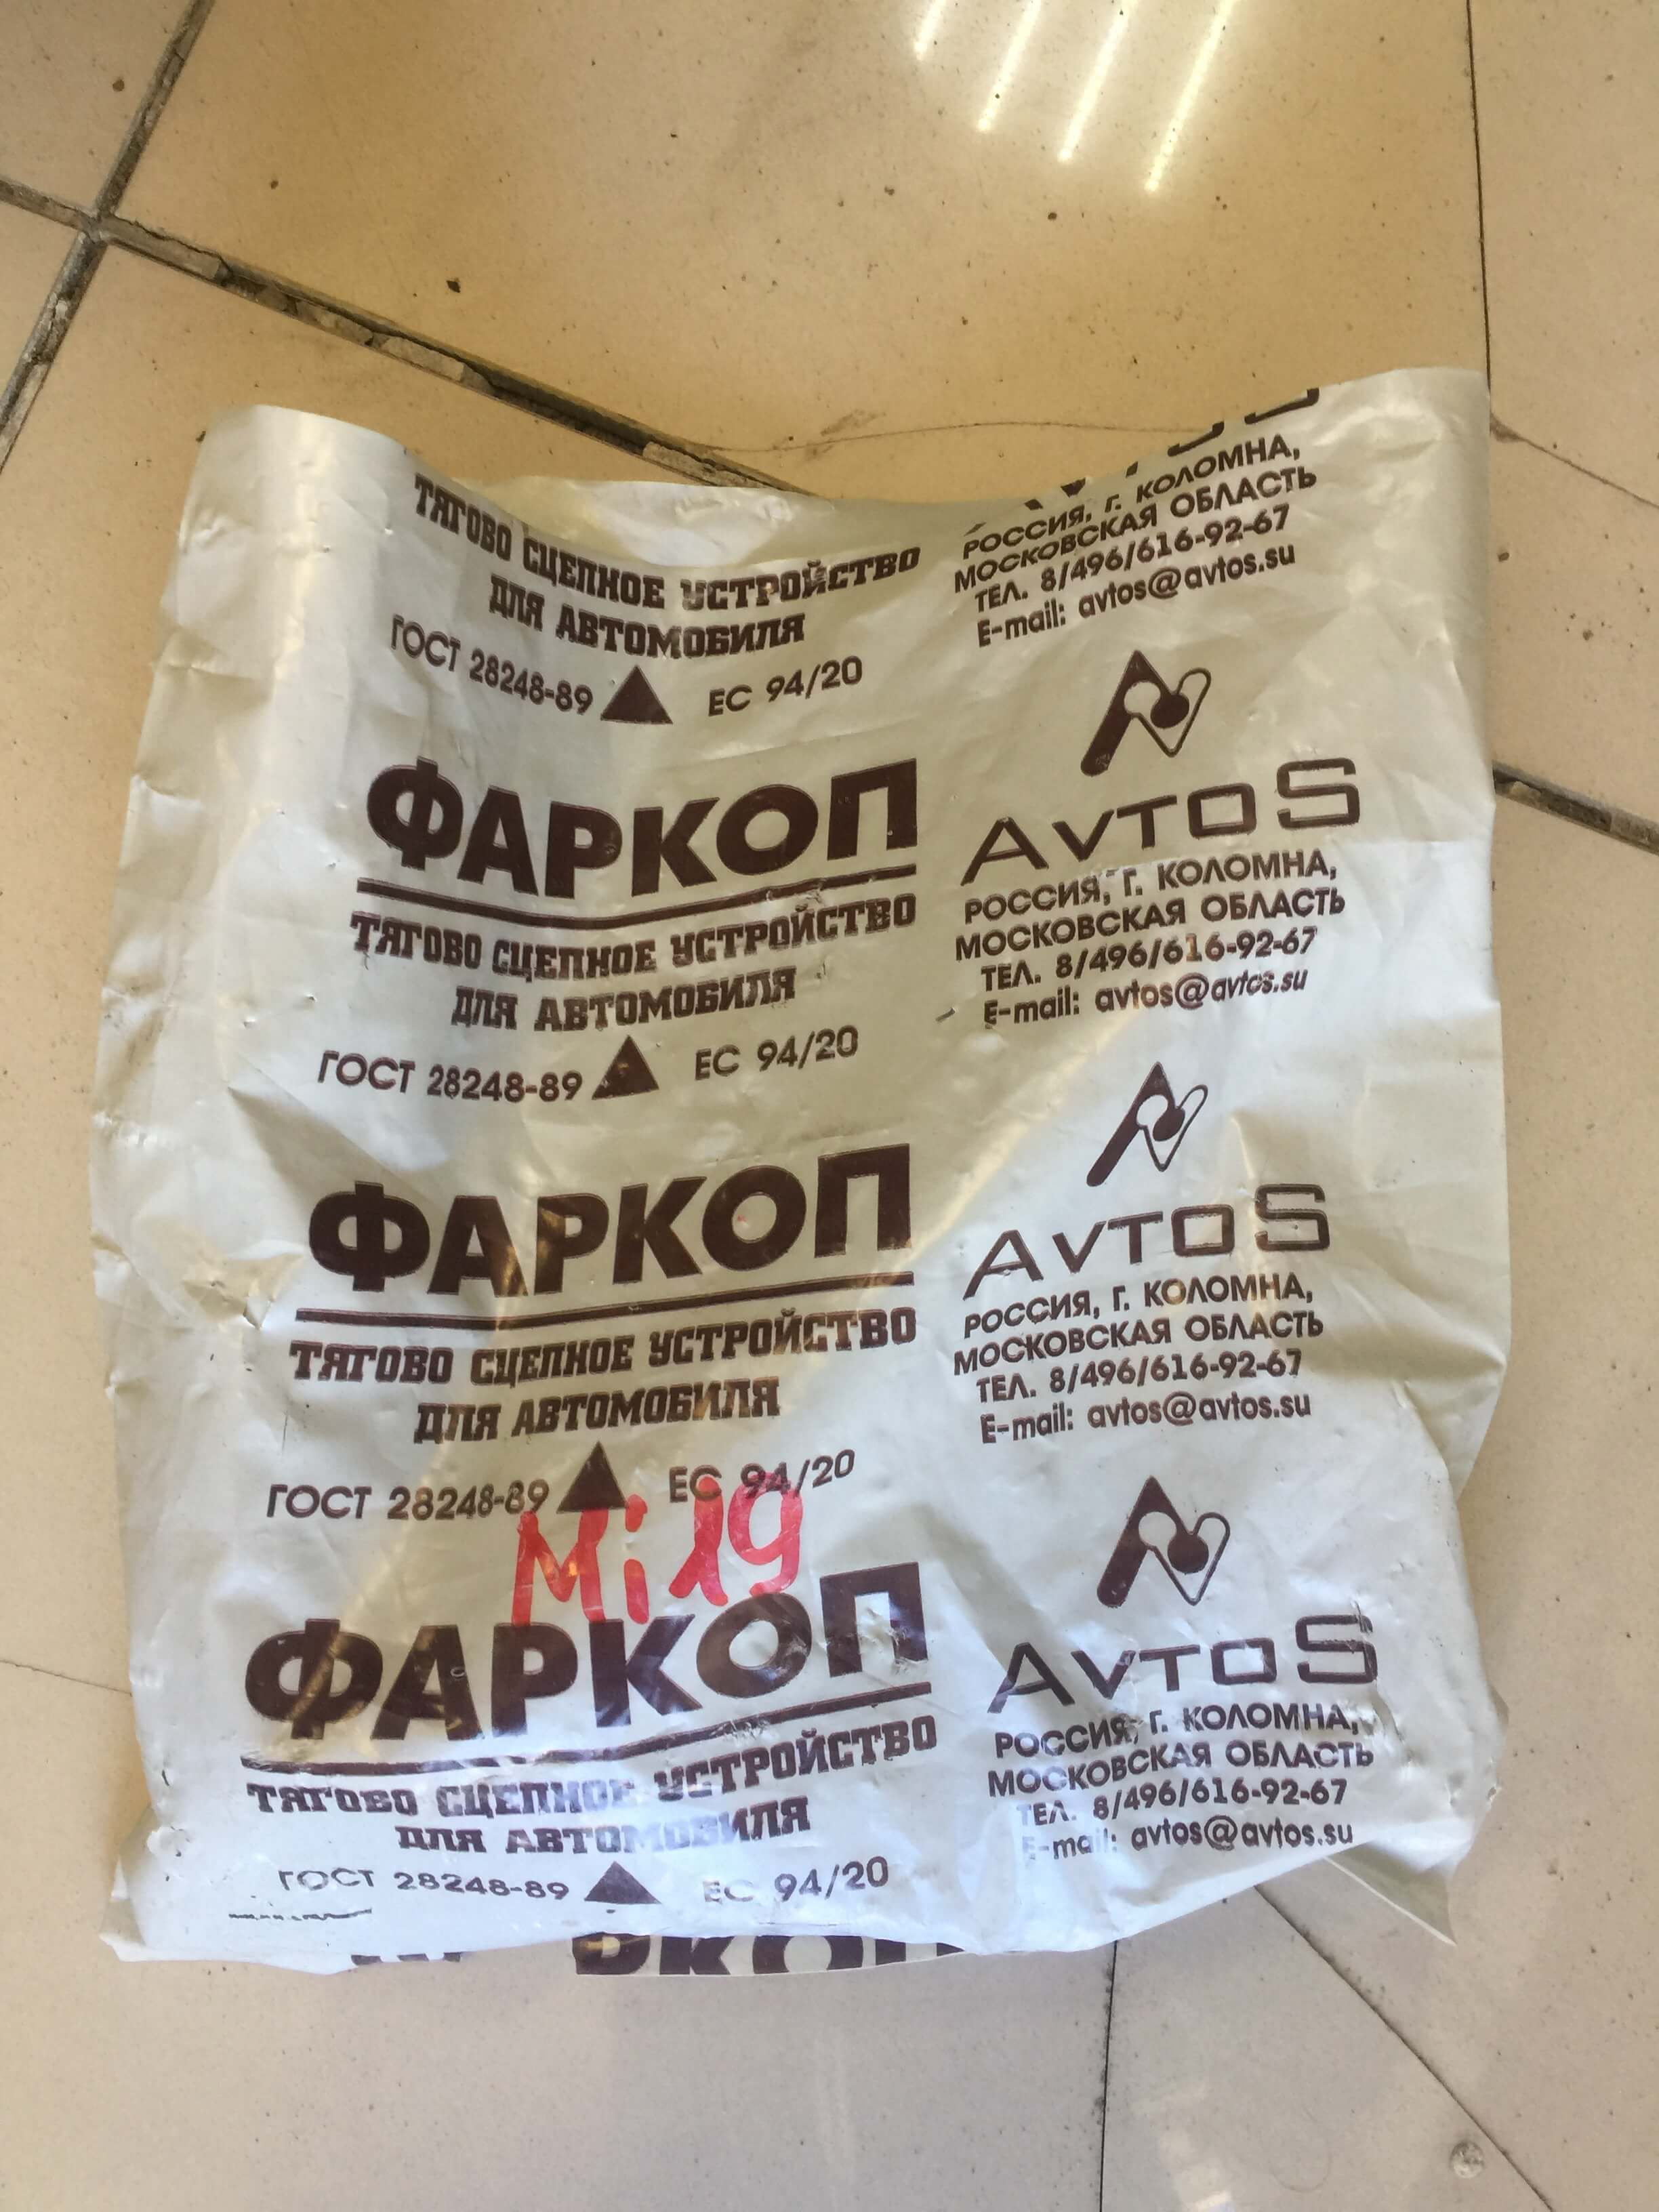 ТЯГОВО СЦЕПНОЕ УСТРОЙСТВО
ДЛЯ АВТОМОБИЛЯ
ГОСТ 28248-89 ЕС 94/20
РОССИЯ, Г. КОЛОМНА,
МОСКОВСКАЯ ОБЛАСТЬ
ТЕЛ. 8/496/616-92-67
E-mail: avtos@avtos.su
ФАРКОП
ТЯГОВО СЦЕПНОЕ УСТРОЙСТВО
ДЛЯ АВТОМОБИЛЯ
ГОСТ 28248-89 ЕС 94/20
AVTOS
РОССИЯ, Г. КОЛОМНА,
МОСКОВСКАЯ ОБЛАСТЬ
ТЕЛ. 8/496/616-92-67
E-mail: avtos@avtos.su
ФАРКОП
ТЯГОВО СЦЕПНОЕ УСТРОЙСТВО
ДЛЯ АВТОМОБИЛЯ
ГОСТ 28248-89 ЕС 94/20
AVTOS
РОССИЯ, Г. КОЛОМНА,
МОСКОВСКАЯ ОБЛАСТЬ
ТЕЛ. 8/496/616-92-67
E-mail: avtos@avtos.su
Mi 19
ФАРКОП
ТЯГОВО СЦЕПНОЕ УСТРОЙСТВО
ДЛЯ АВТОМОБИЛЯ
ГОСТ 28248-89 ЕС 94/20
AVTOS
РОССИЯ, Г. КОЛОМНА,
МОСКОВСКАЯ ОБЛАСТЬ
ТЕЛ. 8/496/616-92-67
E-mail: avtos@avtos.su